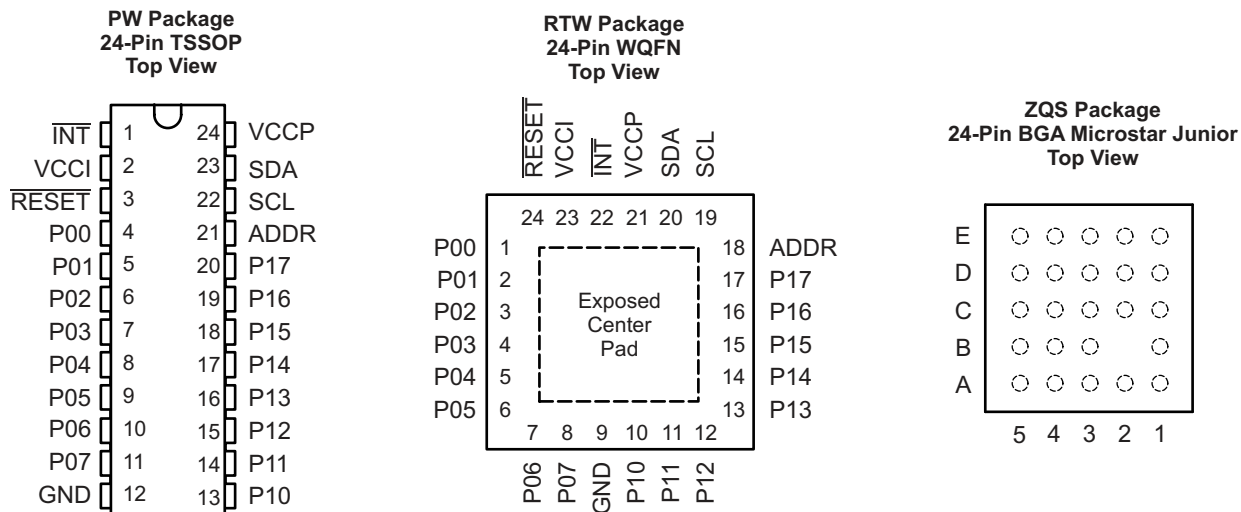 PW Package
24-Pin TSSOP
Top View
INT 1 24 VCCP
VCCI 2 23 SDA
RESET 3 22 SCL
P00 4 21 ADDR
P01 5 20 P17
P02 6 19 P16
P03 7 18 P15
P04 8 17 P14
P05 9 16 P13
P06 10 15 P12
P07 11 14 P11
GND 12 13 P10
RTW Package
24-Pin WQFN
Top View
RESET VCCI INT VCCP SDA SCL
24 23 22 21 20 19
P00 1 18 ADDR
P01 2 17 P17
P02 3 16 P16
P03 4 15 P15
P04 5 14 P14
P05 6 13 P13
Exposed
Center
Pad
7 8 9 10 11 12
P06 P07 GND P10 P11 P12
ZQS Package
24-Pin BGA Microstar Junior
Top View
E
D
C
B
A
5 4 3 2 1